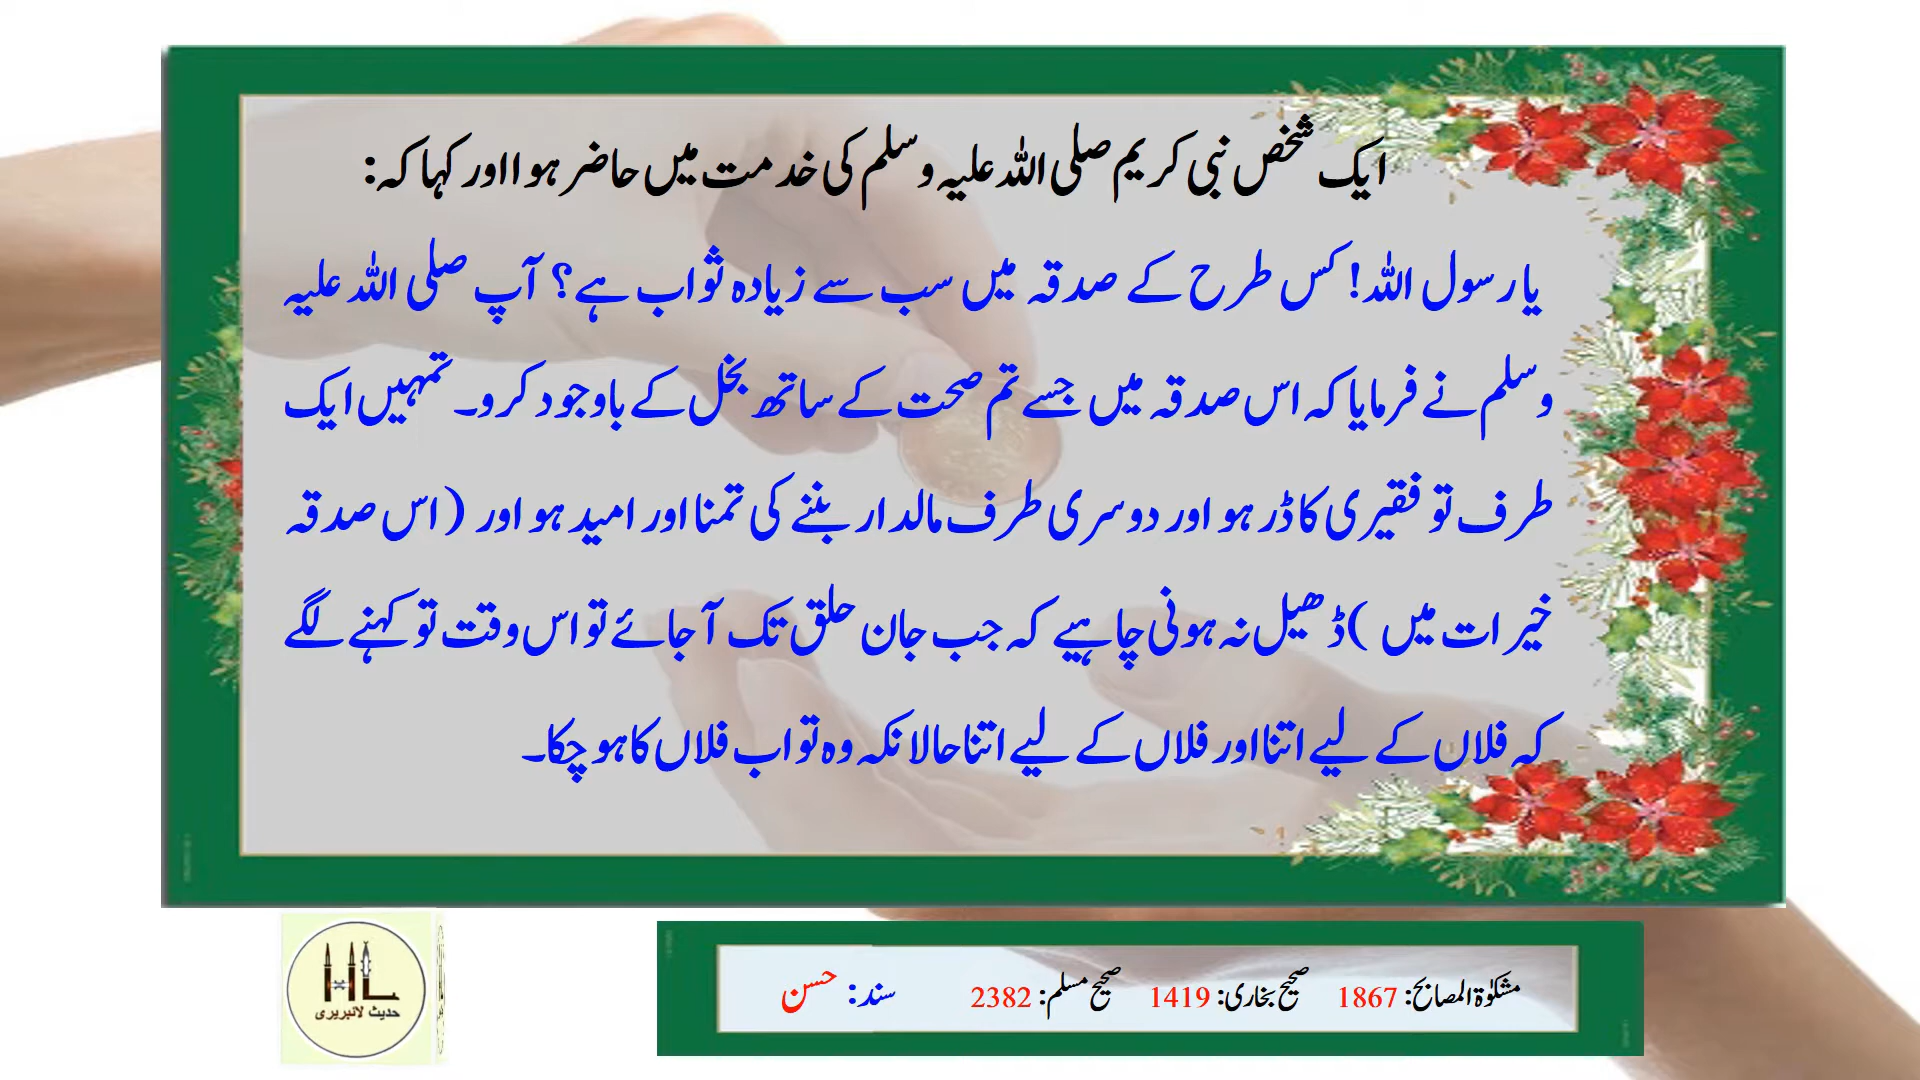 ایک شخص نبی کریم صلی اللہ علیہ وسلم کی خدمت میں حاضر ہوا اور کہا کہ:
یا رسول اللہ! کس طرح کے صدقہ میں سب سے زیادہ ثواب ہے؟ آپ صلی اللہ علیہ
وسلم نے فرمایا کہ اس صدقہ میں جسے تم صحت کے ساتھ بخل کے باوجود کرو۔ تمہیں ایک
طرف تو فقیری کا ڈر ہو اور دوسری طرف مالدار بننے کی تمنا اور امید ہو اور (اس صدقہ
خیرات میں) ڈھیل نہ ہونی چاہیے کہ جب جان حلق تک آ جائے تو اس وقت تو کہنے لگے
کہ فلاں کے لیے اتنا اور فلاں کے لیے اتنا حالانکہ وہ تو اب فلاں کا ہو چکا۔
مشکوٰۃ المصابیح: 1867 صحیح بخاری: 1419 صحیح مسلم: 2382 سند: حسن
HL
حدیث لائبریری